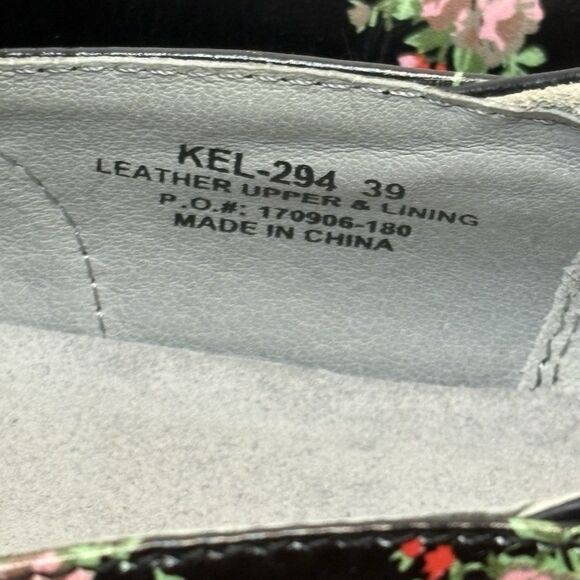 KEL-294 39
LEATHER UPPER & LINING
P.O.#: 170906-180
MADE IN CHINA